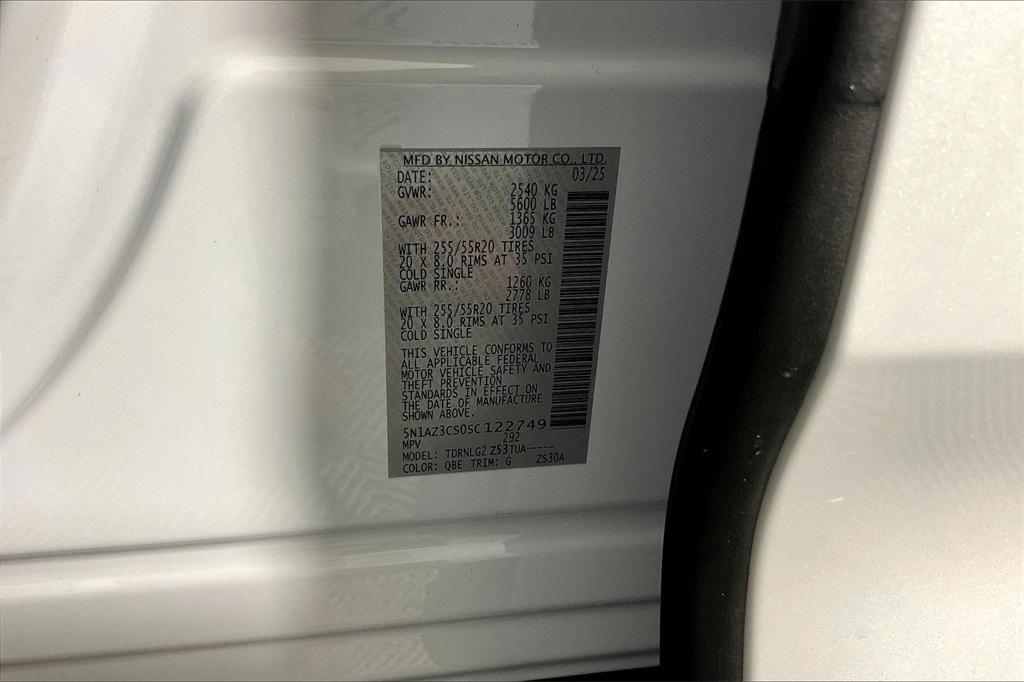 MFD BY NISSAN MOTOR CO., LTD.
DATE: 03/25
GVWR: 2540 KG
5600 LB
GAWR FR.: 1365 KG
3009 LB
WITH 255/55R20 TIRES
20 X 8.0 RIMS AT 35 PSI
COLD SINGLE
GAWR RR.: 1260 KG
2778 LB
WITH 255/55R20 TIRES
20 X 8.0 RIMS AT 35 PSI
COLD SINGLE
THIS VEHICLE CONFORMS TO
ALL APPLICABLE FEDERAL
MOTOR VEHICLE SAFETY AND
THEFT PREVENTION
STANDARDS IN EFFECT ON
THE DATE OF MANUFACTURE
SHOWN ABOVE.
5N1AZ3CS0SC122749
MPV 292
MODEL: TDRNLG2 Z53TUA-----
COLOR: QBE TRIM: G ZS30A